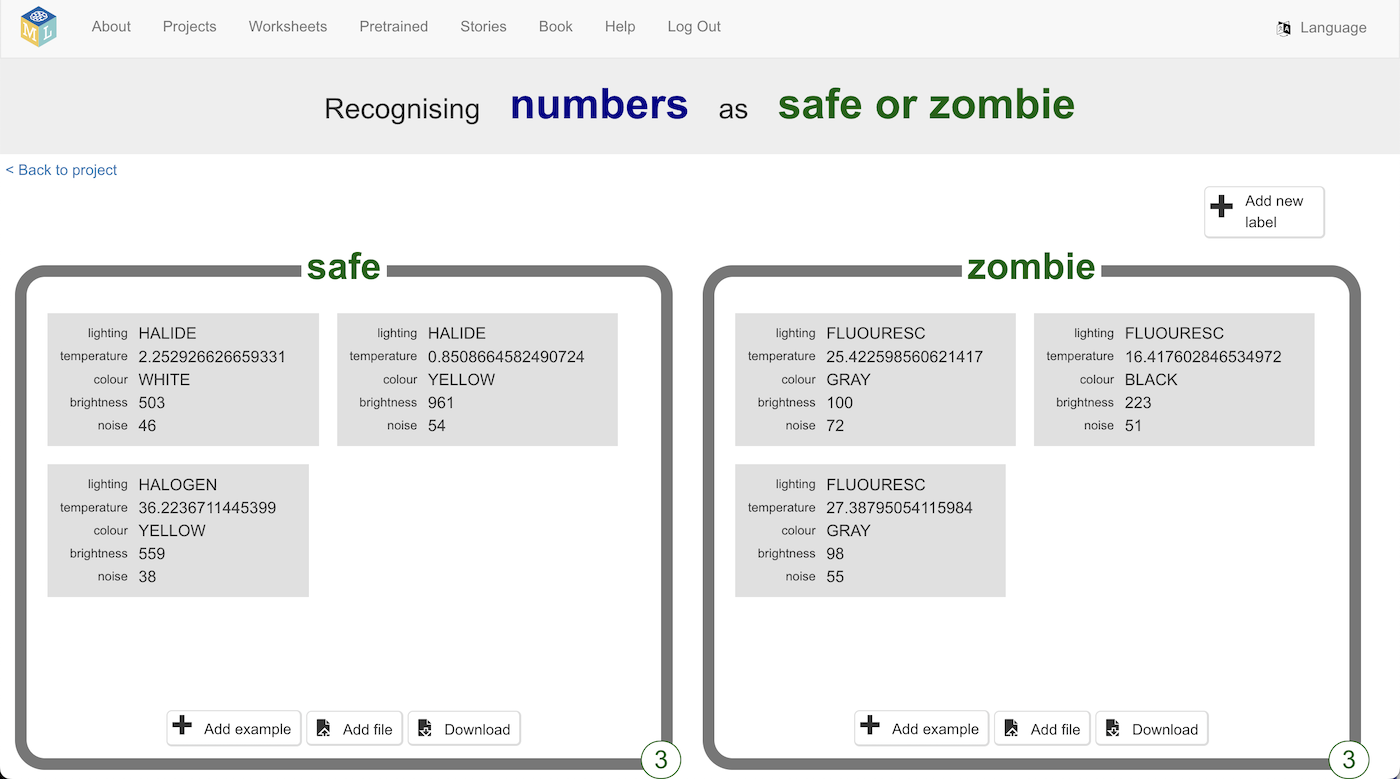 M L
About Projects Worksheets Pretrained Stories Book Help Log Out Language
Recognising numbers as safe or zombie
< Back to project
Add new
label
safe
lighting HALIDE
temperature 2.252926626659331
colour WHITE
brightness 503
noise 46
lighting HALIDE
temperature 0.8508664582490724
colour YELLOW
brightness 961
noise 54
lighting HALOGEN
temperature 36.2236711445399
colour YELLOW
brightness 559
noise 38
Add example Add file Download
3
zombie
lighting FLUOURESC
temperature 25.422598560621417
colour GRAY
brightness 100
noise 72
lighting FLUOURESC
temperature 16.417602846534972
colour BLACK
brightness 223
noise 51
lighting FLUOURESC
temperature 27.38795054115984
colour GRAY
brightness 98
noise 55
Add example Add file Download
3